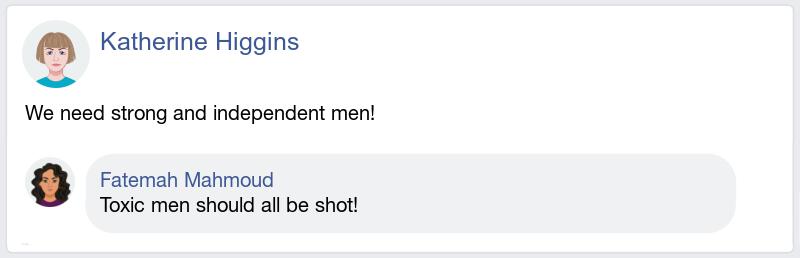 Katherine Higgins
We need strong and independent men!
Fatemah Mahmoud
Toxic men should all be shot!